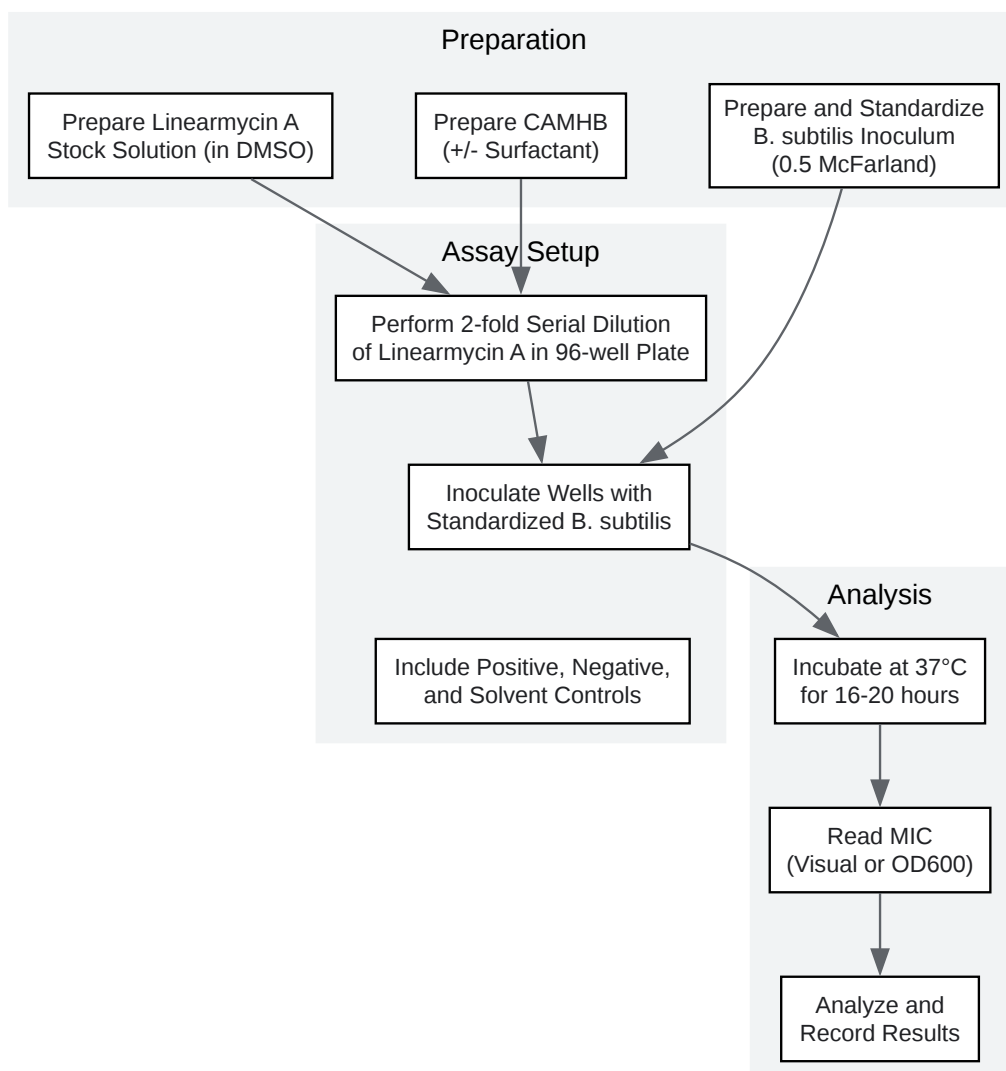 Preparation
Prepare Linearmycin A
Stock Solution (in DMSO)
Prepare CAMHB
(+/- Surfactant)
Prepare and Standardize
B. subtilis Inoculum
(0.5 McFarland)
Assay Setup
Perform 2-fold Serial Dilution
of Linearmycin A in 96-well Plate
Inoculate Wells with
Standardized B. subtilis
Include Positive, Negative,
and Solvent Controls
Analysis
Incubate at 37°C
for 16-20 hours
Read MIC
(Visual or OD600)
Analyze and
Record Results